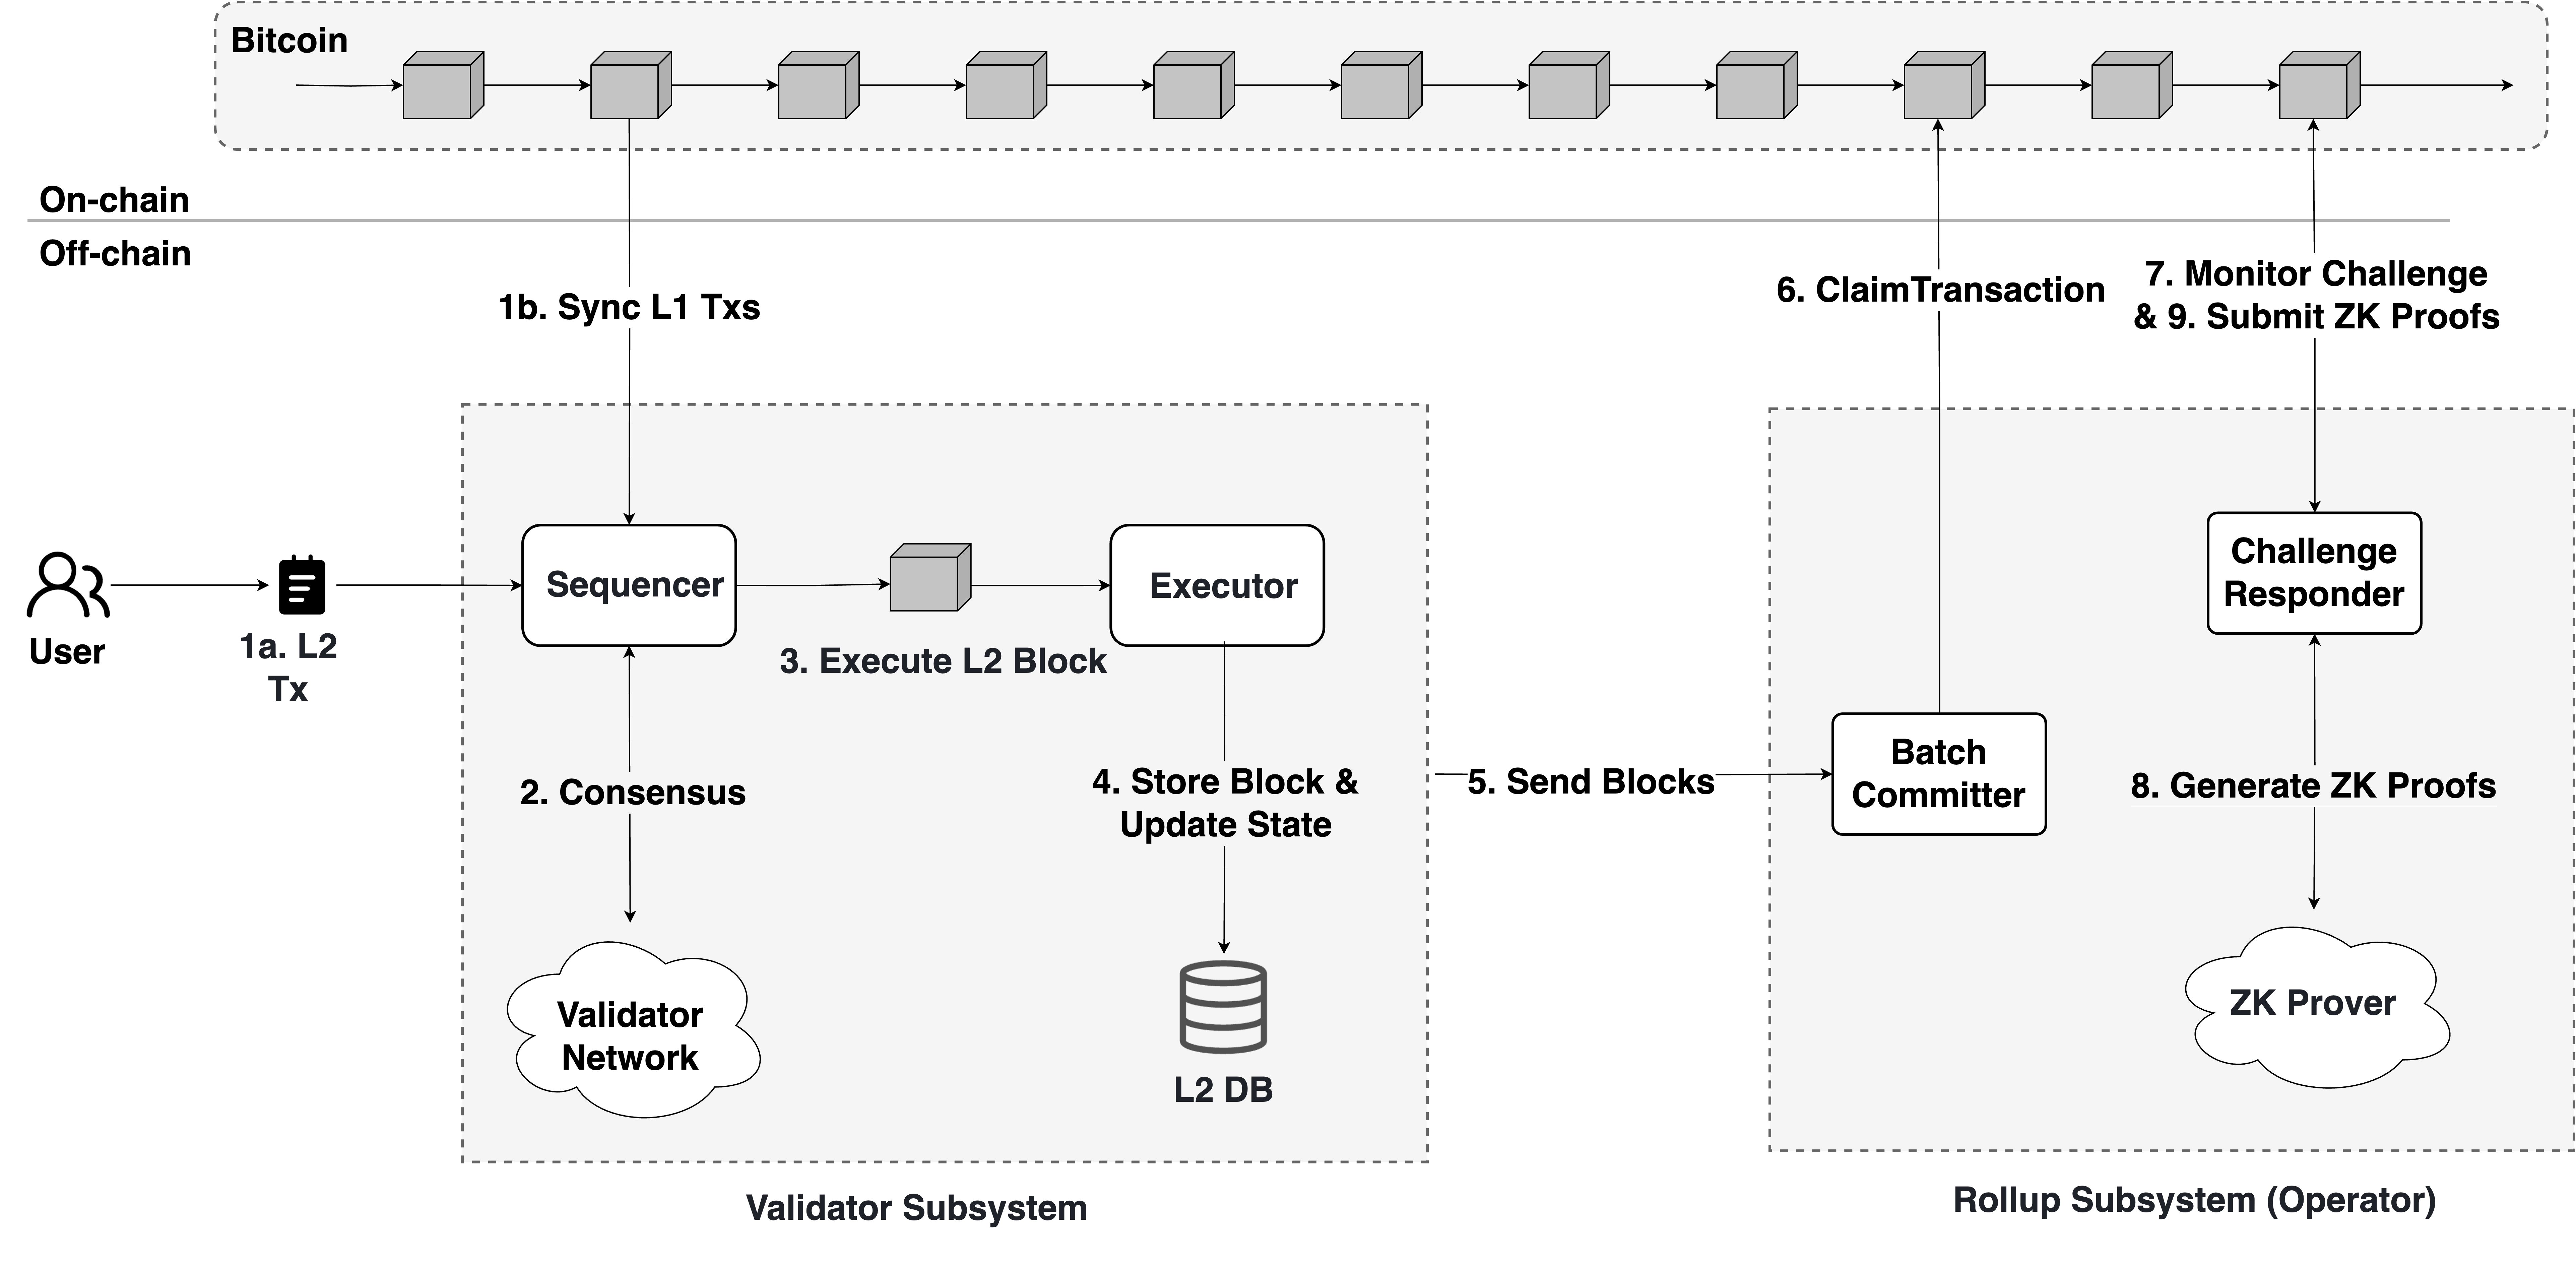 Bitcoin
On-chain
Off-chain
1b. Sync L1 Txs
6. ClaimTransaction
7. Monitor Challenge
& 9. Submit ZK Proofs
User
1a. L2
Tx
Sequencer
3. Execute L2 Block
Executor
2. Consensus
4. Store Block &
Update State
Validator
Network
L2 DB
Validator Subsystem
5. Send Blocks
Batch
Committer
Challenge
Responder
8. Generate ZK Proofs
ZK Prover
Rollup Subsystem (Operator)